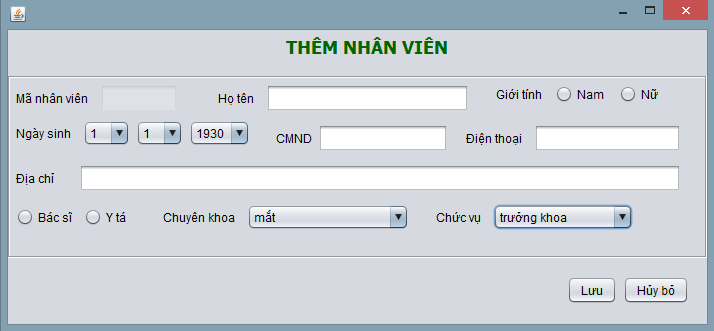 THÊM NHÂN VIÊN
Mã nhân viên Họ tên Giới tính Nam Nữ
Ngày sinh 1 1 1930 CMND Điện thoại
Địa chỉ
Bác sĩ Y tá Chuyên khoa mắt Chức vụ trưởng khoa
Lưu Hủy bỏ